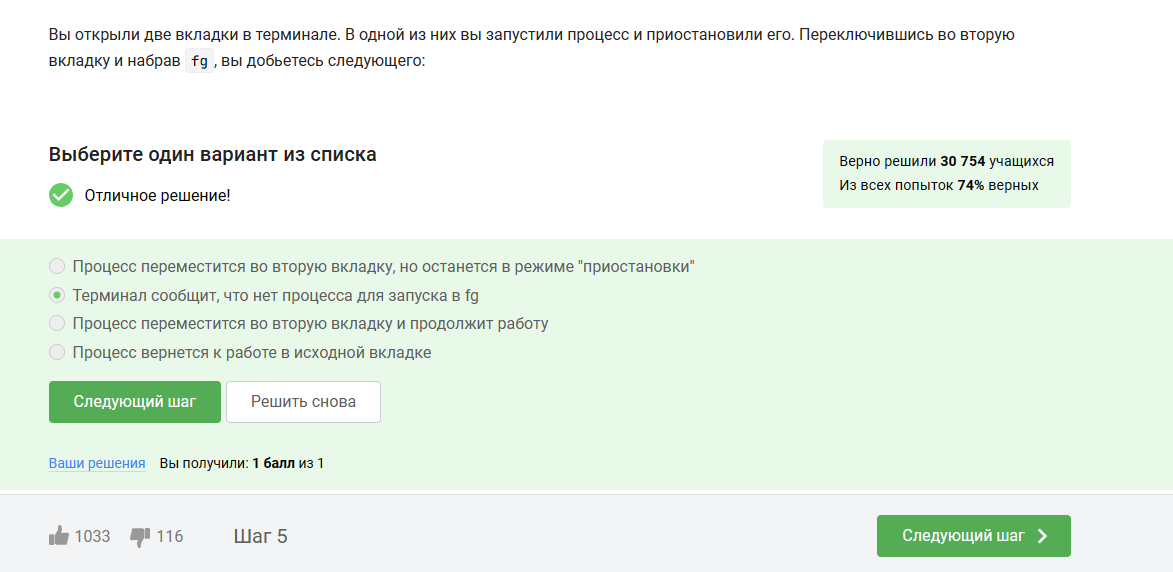 Вы открыли две вкладки в терминале. В одной из них вы запустили процесс и приостановили его. Переключившись во вторую
вкладку и набрав fg, вы добьетесь следующего:
Выберите один вариант из списка
Отличное решение!
Верно решили 30 754 учащихся
Из всех попыток 74% верных
Процесс переместится во вторую вкладку, но останется в режиме "приостановки"
Терминал сообщит, что нет процесса для запуска в fg
Процесс переместится во вторую вкладку и продолжит работу
Процесс вернется к работе в исходной вкладке
Следующий шаг
Решить снова
Ваши решения Вы получили: 1 балл из 1
1033 116 Шаг 5
Следующий шаг